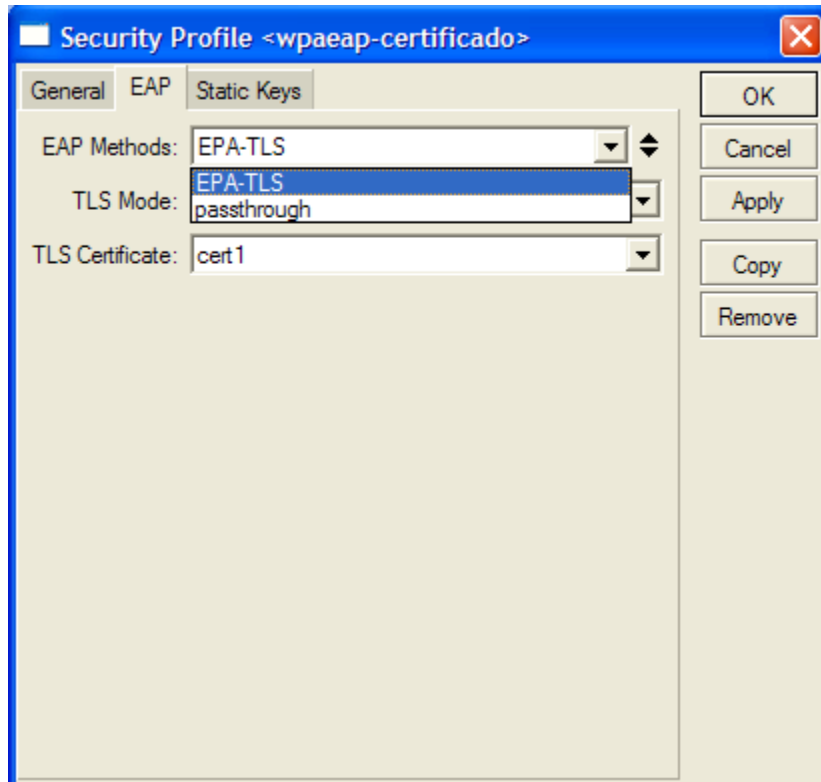 Security Profile <wpaeap-certificado>
General EAP Static Keys
OK
EAP Methods: EPA-TLS
Cancel
EPA-TLS
TLS Mode:
passthrough
Apply
TLS Certificate: cert1
Copy
Remove